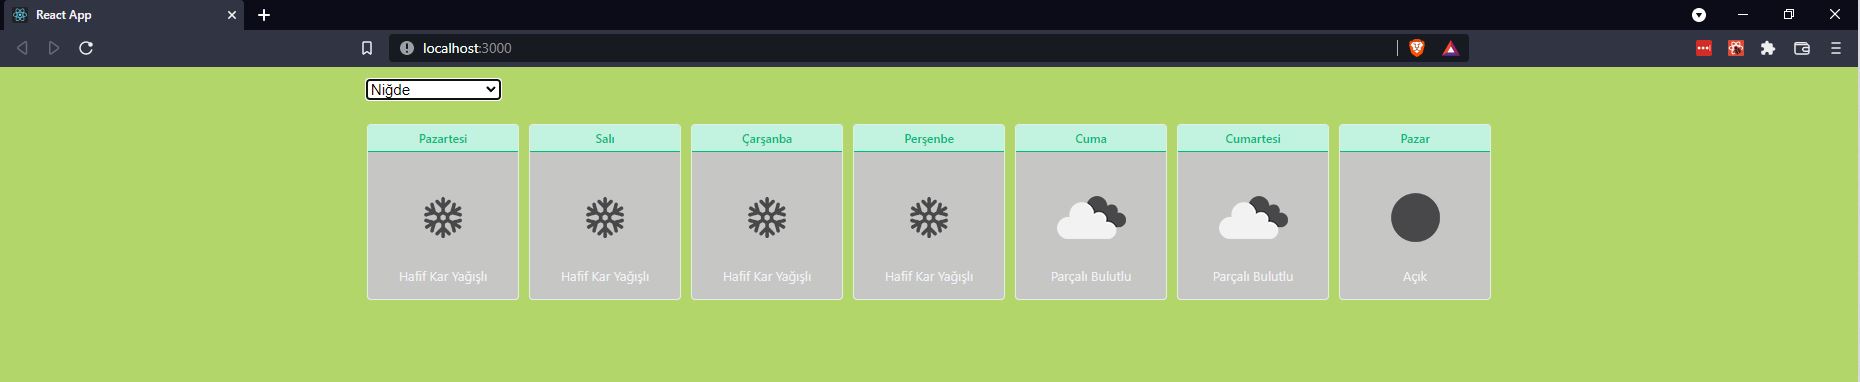 React App
localhost:3000
Niğde
Pazartesi Salı Çarşanba Perşenbe Cuma Cumartesi Pazar
Hafif Kar Yağışlı Hafif Kar Yağışlı Hafif Kar Yağışlı Hafif Kar Yağışlı Parçalı Bulutlu Parçalı Bulutlu Açık